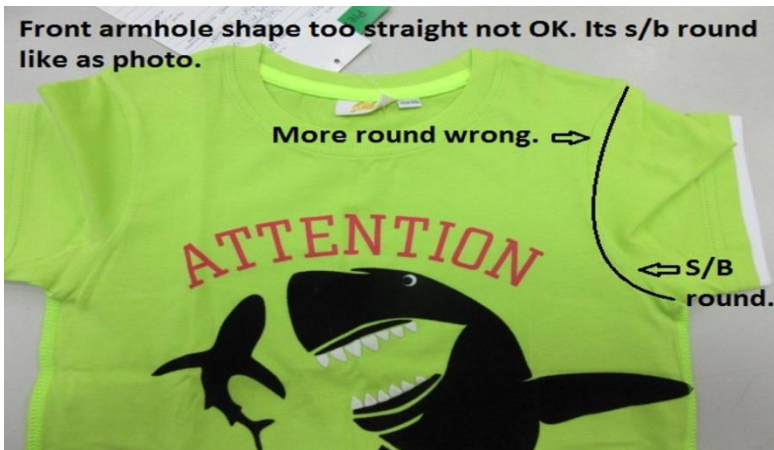 Front armhole shape too straight not OK. Its s/b round
like as photo.
More round wrong.
ATTENTION
S/B
round.